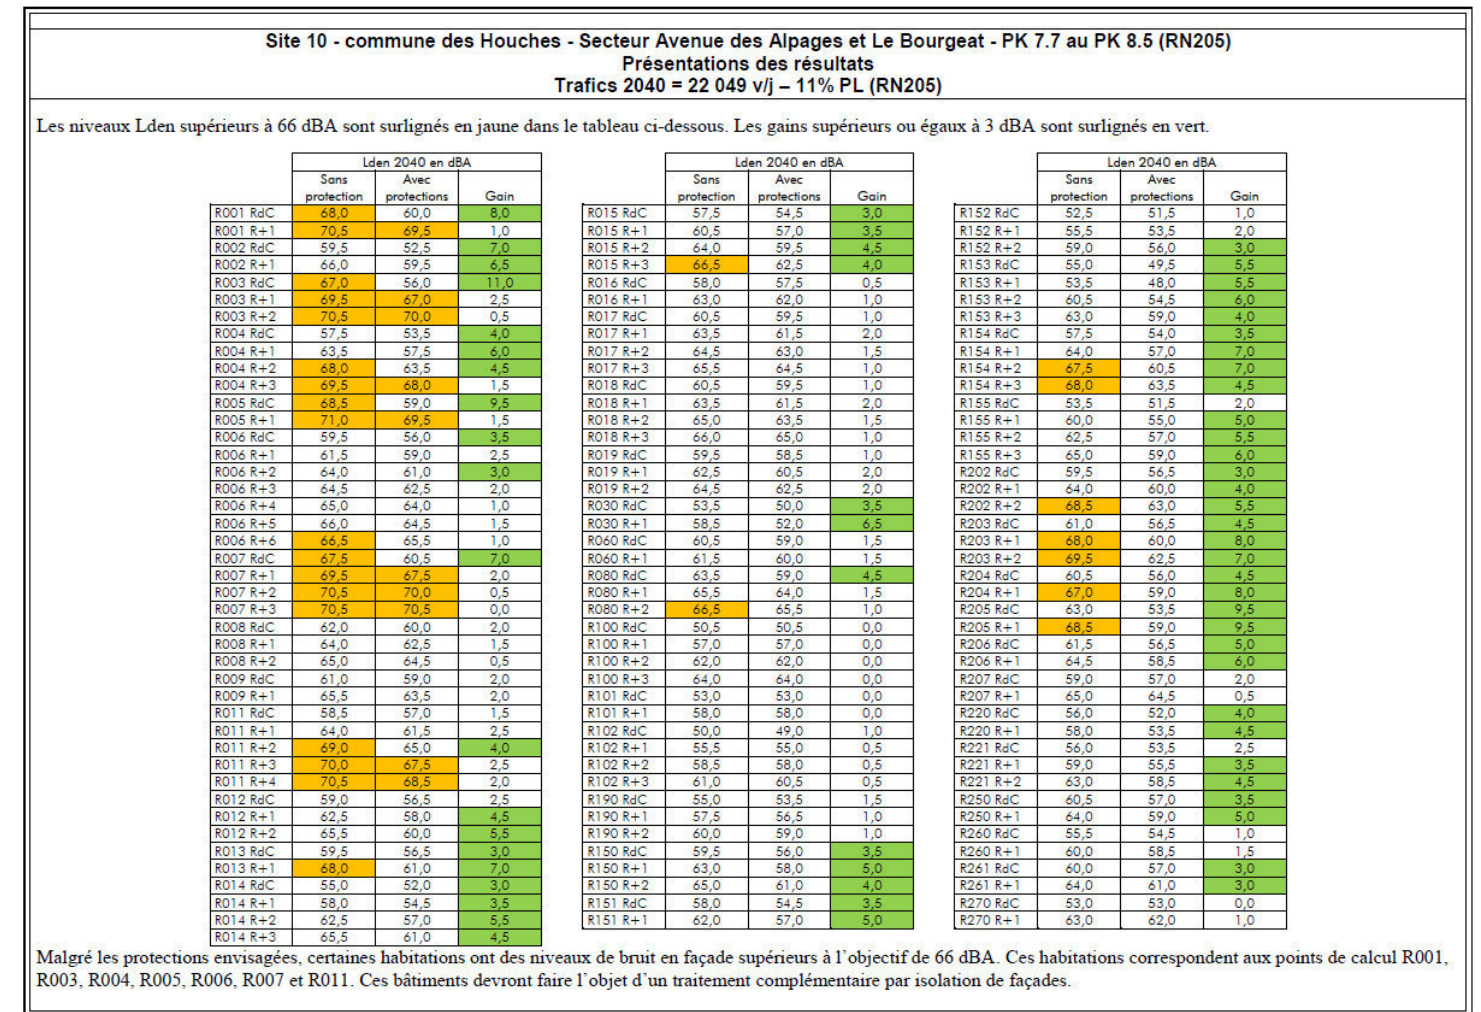 Site 10 - commune des Houches - Secteur Avenue des Alpages et Le Bourgeat - PK 7.7 au PK 8.5 (RN205)
Présentations des résultats
Trafics 2040 = 22 049 v/j – 11% PL (RN205)
Les niveaux Lden supérieurs à 66 dBA sont surlignés en jaune dans le tableau ci-dessous. Les gains supérieurs ou égaux à 3 dBA sont surlignés en vert.
Lden 2040 en dBA
Sans protection Avec protections Gain
R001 RdC 68,0 60,0 8,0
R001 R+1 70,5 69,5 1,0
R002 RdC 59,5 52,5 7,0
R002 R+1 66,0 59,5 6,5
R003 RdC 67,0 56,0 11,0
R003 R+1 69,5 67,0 2,5
R003 R+2 70,5 70,0 0,5
R004 RdC 57,5 53,5 4,0
R004 R+1 63,5 57,5 6,0
R004 R+2 68,0 63,5 4,5
R004 R+3 69,5 68,0 1,5
R005 RdC 68,5 59,0 9,5
R005 R+1 71,0 69,5 1,5
R006 RdC 59,5 56,0 3,5
R006 R+1 61,5 59,0 2,5
R006 R+2 64,0 61,0 3,0
R006 R+3 64,5 62,5 2,0
R006 R+4 65,0 64,0 1,0
R006 R+5 66,0 64,5 1,5
R006 R+6 66,5 65,5 1,0
R007 RdC 67,5 60,5 7,0
R007 R+1 69,5 67,5 2,0
R007 R+2 70,5 70,0 0,5
R007 R+3 70,5 70,5 0,0
R008 RdC 62,0 60,0 2,0
R008 R+1 64,0 62,5 1,5
R008 R+2 65,0 64,5 0,5
R009 RdC 61,0 59,0 2,0
R009 R+1 65,5 63,5 2,0
R011 RdC 58,5 57,0 1,5
R011 R+1 64,0 61,5 2,5
R011 R+2 69,0 65,0 4,0
R011 R+3 70,0 67,5 2,5
R011 R+4 70,5 68,5 2,0
R012 RdC 59,0 56,5 2,5
R012 R+1 62,5 58,0 4,5
R012 R+2 65,5 60,0 5,5
R013 RdC 59,5 56,5 3,0
R013 R+1 68,0 61,0 7,0
R014 RdC 55,0 52,0 3,0
R014 R+1 58,0 54,5 3,5
R014 R+2 62,5 57,0 5,5
R014 R+3 65,5 61,0 4,5
Lden 2040 en dBA
Sans protection Avec protections Gain
R015 RdC 57,5 54,5 3,0
R015 R+1 60,5 57,0 3,5
R015 R+2 64,0 59,5 4,5
R015 R+3 66,5 62,5 4,0
R016 RdC 58,0 57,5 0,5
R016 R+1 63,0 62,0 1,0
R017 RdC 60,5 59,5 1,0
R017 R+1 63,5 61,5 2,0
R017 R+2 64,5 63,0 1,5
R017 R+3 65,5 64,5 1,0
R018 RdC 60,5 59,5 1,0
R018 R+1 63,5 61,5 2,0
R018 R+2 65,0 63,5 1,5
R018 R+3 66,0 65,0 1,0
R019 RdC 59,5 58,5 1,0
R019 R+1 62,5 60,5 2,0
R019 R+2 64,5 62,5 2,0
R030 RdC 53,5 50,0 3,5
R030 R+1 58,5 52,0 6,5
R060 RdC 60,5 59,0 1,5
R060 R+1 61,5 60,0 1,5
R080 RdC 63,5 59,0 4,5
R080 R+1 65,5 64,0 1,5
R080 R+2 66,5 65,5 1,0
R100 RdC 50,5 50,5 0,0
R100 R+1 57,0 57,0 0,0
R100 R+2 62,0 62,0 0,0
R100 R+3 64,0 64,0 0,0
R101 RdC 53,0 53,0 0,0
R101 R+1 58,0 58,0 0,0
R102 RdC 50,0 49,0 1,0
R102 R+1 55,5 55,0 0,5
R102 R+2 58,5 58,0 0,5
R102 R+3 61,0 60,5 0,5
R190 RdC 55,0 53,5 1,5
R190 R+1 57,5 56,5 1,0
R190 R+2 60,0 59,0 1,0
R150 RdC 59,5 56,0 3,5
R150 R+1 63,0 58,0 5,0
R150 R+2 65,0 61,0 4,0
R151 RdC 58,0 54,5 3,5
R151 R+1 62,0 57,0 5,0
Lden 2040 en dBA
Sans protection Avec protections Gain
R152 RdC 52,5 51,5 1,0
R152 R+1 55,5 53,5 2,0
R152 R+2 59,0 56,0 3,0
R153 RdC 55,0 49,5 5,5
R153 R+1 53,5 48,0 5,5
R153 R+2 60,5 54,5 6,0
R153 R+3 63,0 59,0 4,0
R154 RdC 57,5 54,0 3,5
R154 R+1 64,0 57,0 7,0
R154 R+2 67,5 60,5 7,0
R154 R+3 68,0 63,5 4,5
R155 RdC 53,5 51,5 2,0
R155 R+1 60,0 55,0 5,0
R155 R+2 62,5 57,0 5,5
R155 R+3 65,0 59,0 6,0
R202 RdC 59,5 56,5 3,0
R202 R+1 64,0 60,0 4,0
R202 R+2 68,5 63,0 5,5
R203 RdC 61,0 56,5 4,5
R203 R+1 68,0 60,0 8,0
R203 R+2 69,5 62,5 7,0
R204 RdC 60,5 56,0 4,5
R204 R+1 67,0 59,0 8,0
R205 RdC 63,0 53,5 9,5
R205 R+1 68,5 59,0 9,5
R206 RdC 61,5 56,5 5,0
R206 R+1 64,5 58,5 6,0
R207 RdC 59,0 57,0 2,0
R207 R+1 65,0 64,5 0,5
R220 RdC 56,0 52,0 4,0
R220 R+1 58,0 53,5 4,5
R221 RdC 56,0 53,5 2,5
R221 R+1 59,0 55,5 3,5
R221 R+2 63,0 58,5 4,5
R250 RdC 60,5 57,0 3,5
R250 R+1 64,0 59,0 5,0
R260 RdC 55,5 54,5 1,0
R260 R+1 60,0 58,5 1,5
R261 RdC 60,0 57,0 3,0
R261 R+1 64,0 61,0 3,0
R270 RdC 53,0 53,0 0,0
R270 R+1 63,0 62,0 1,0
Malgré les protections envisagées, certaines habitations ont des niveaux de bruit en façade supérieurs à l’objectif de 66 dBA. Ces habitations correspondent aux points de calcul R001,
R003, R004, R005, R006, R007 et R011. Ces bâtiments devront faire l’objet d’un traitement complémentaire par isolation de façades.